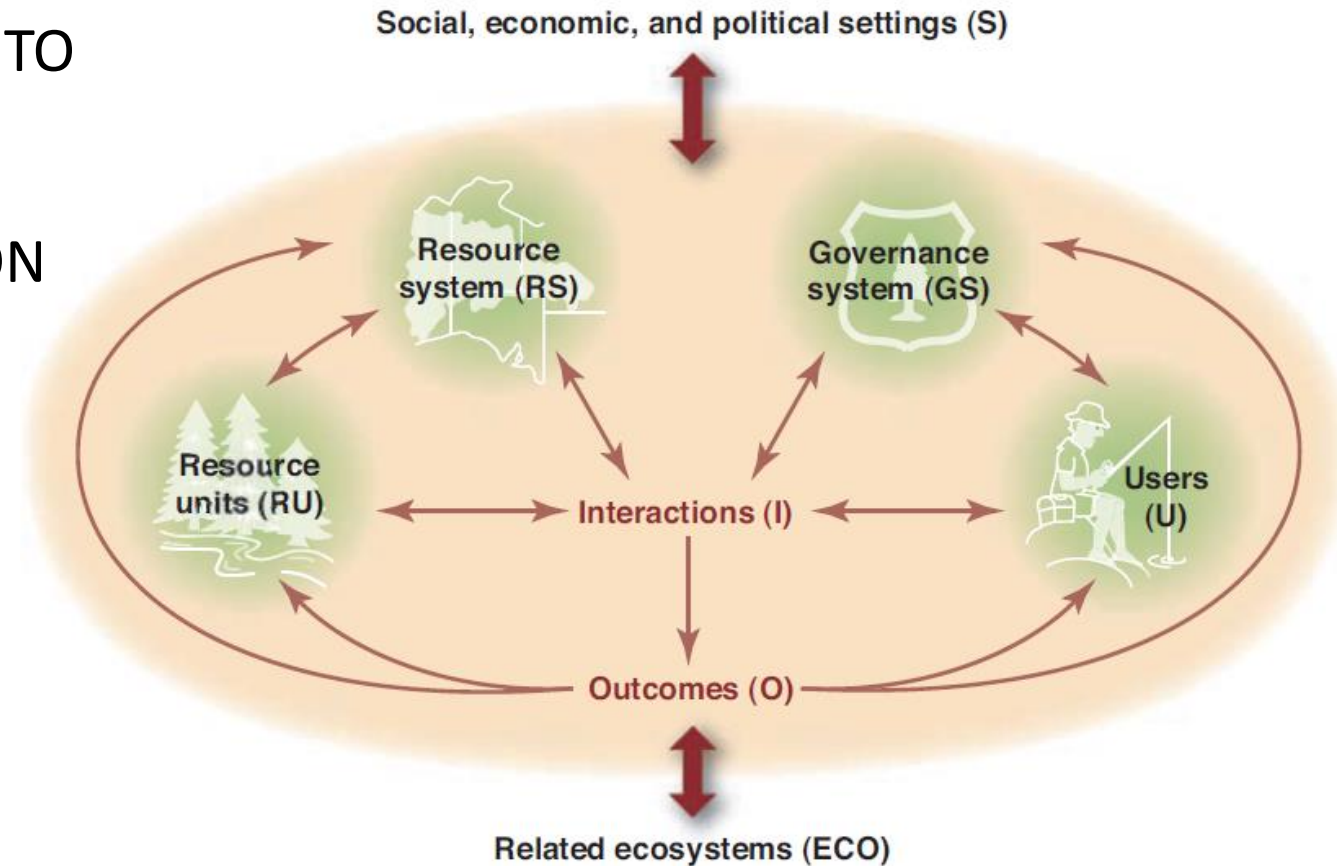 Social, economic, and political settings (S)
TO
ON
Resource
system (RS)
Governance
system (GS)
Resource
units (RU)
Interactions (I)
Users
(U)
Outcomes (O)
Related ecosystems (ECO)